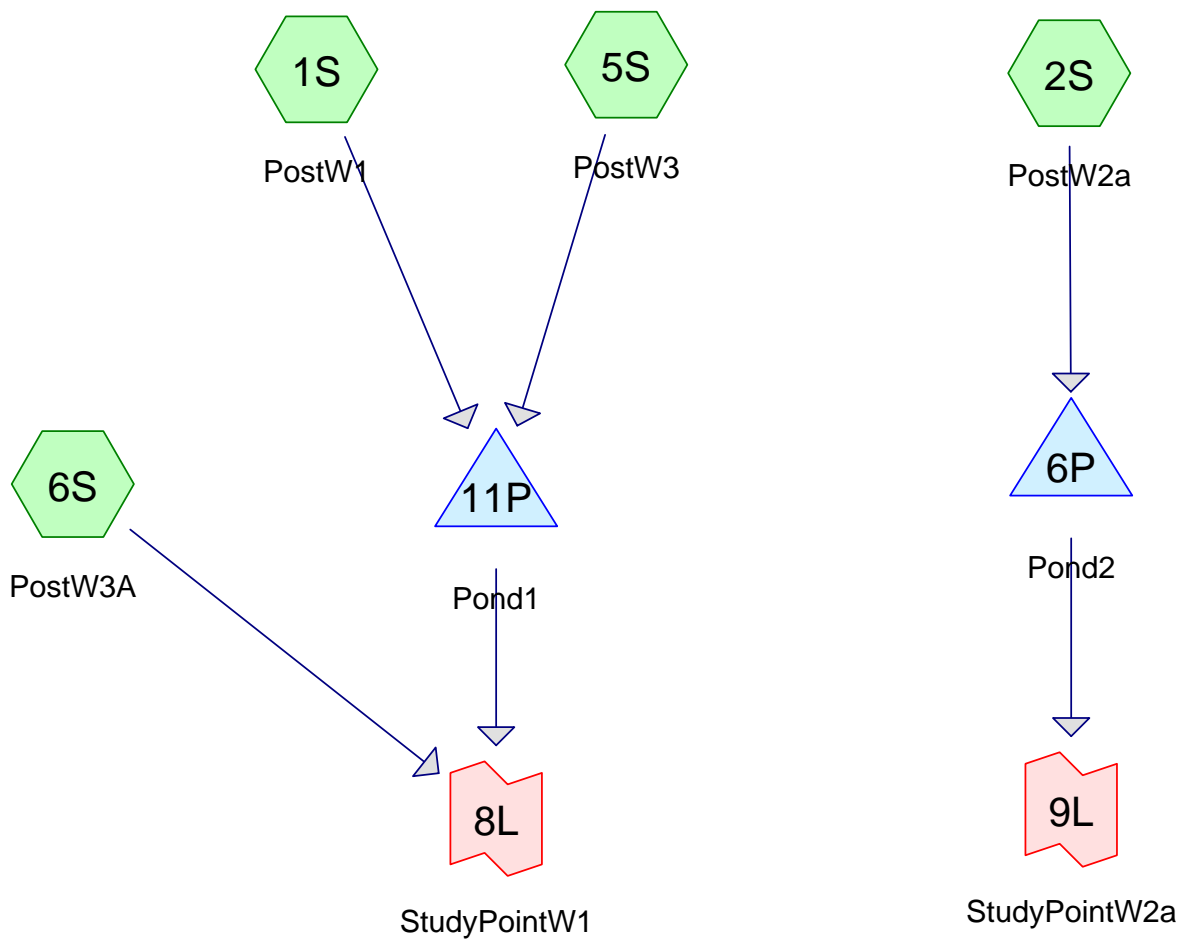 1S
PostW1
5S
PostW3
2S
PostW2a
6S
PostW3A
11P
Pond1
6P
Pond2
8L
StudyPointW1
9L
StudyPointW2a